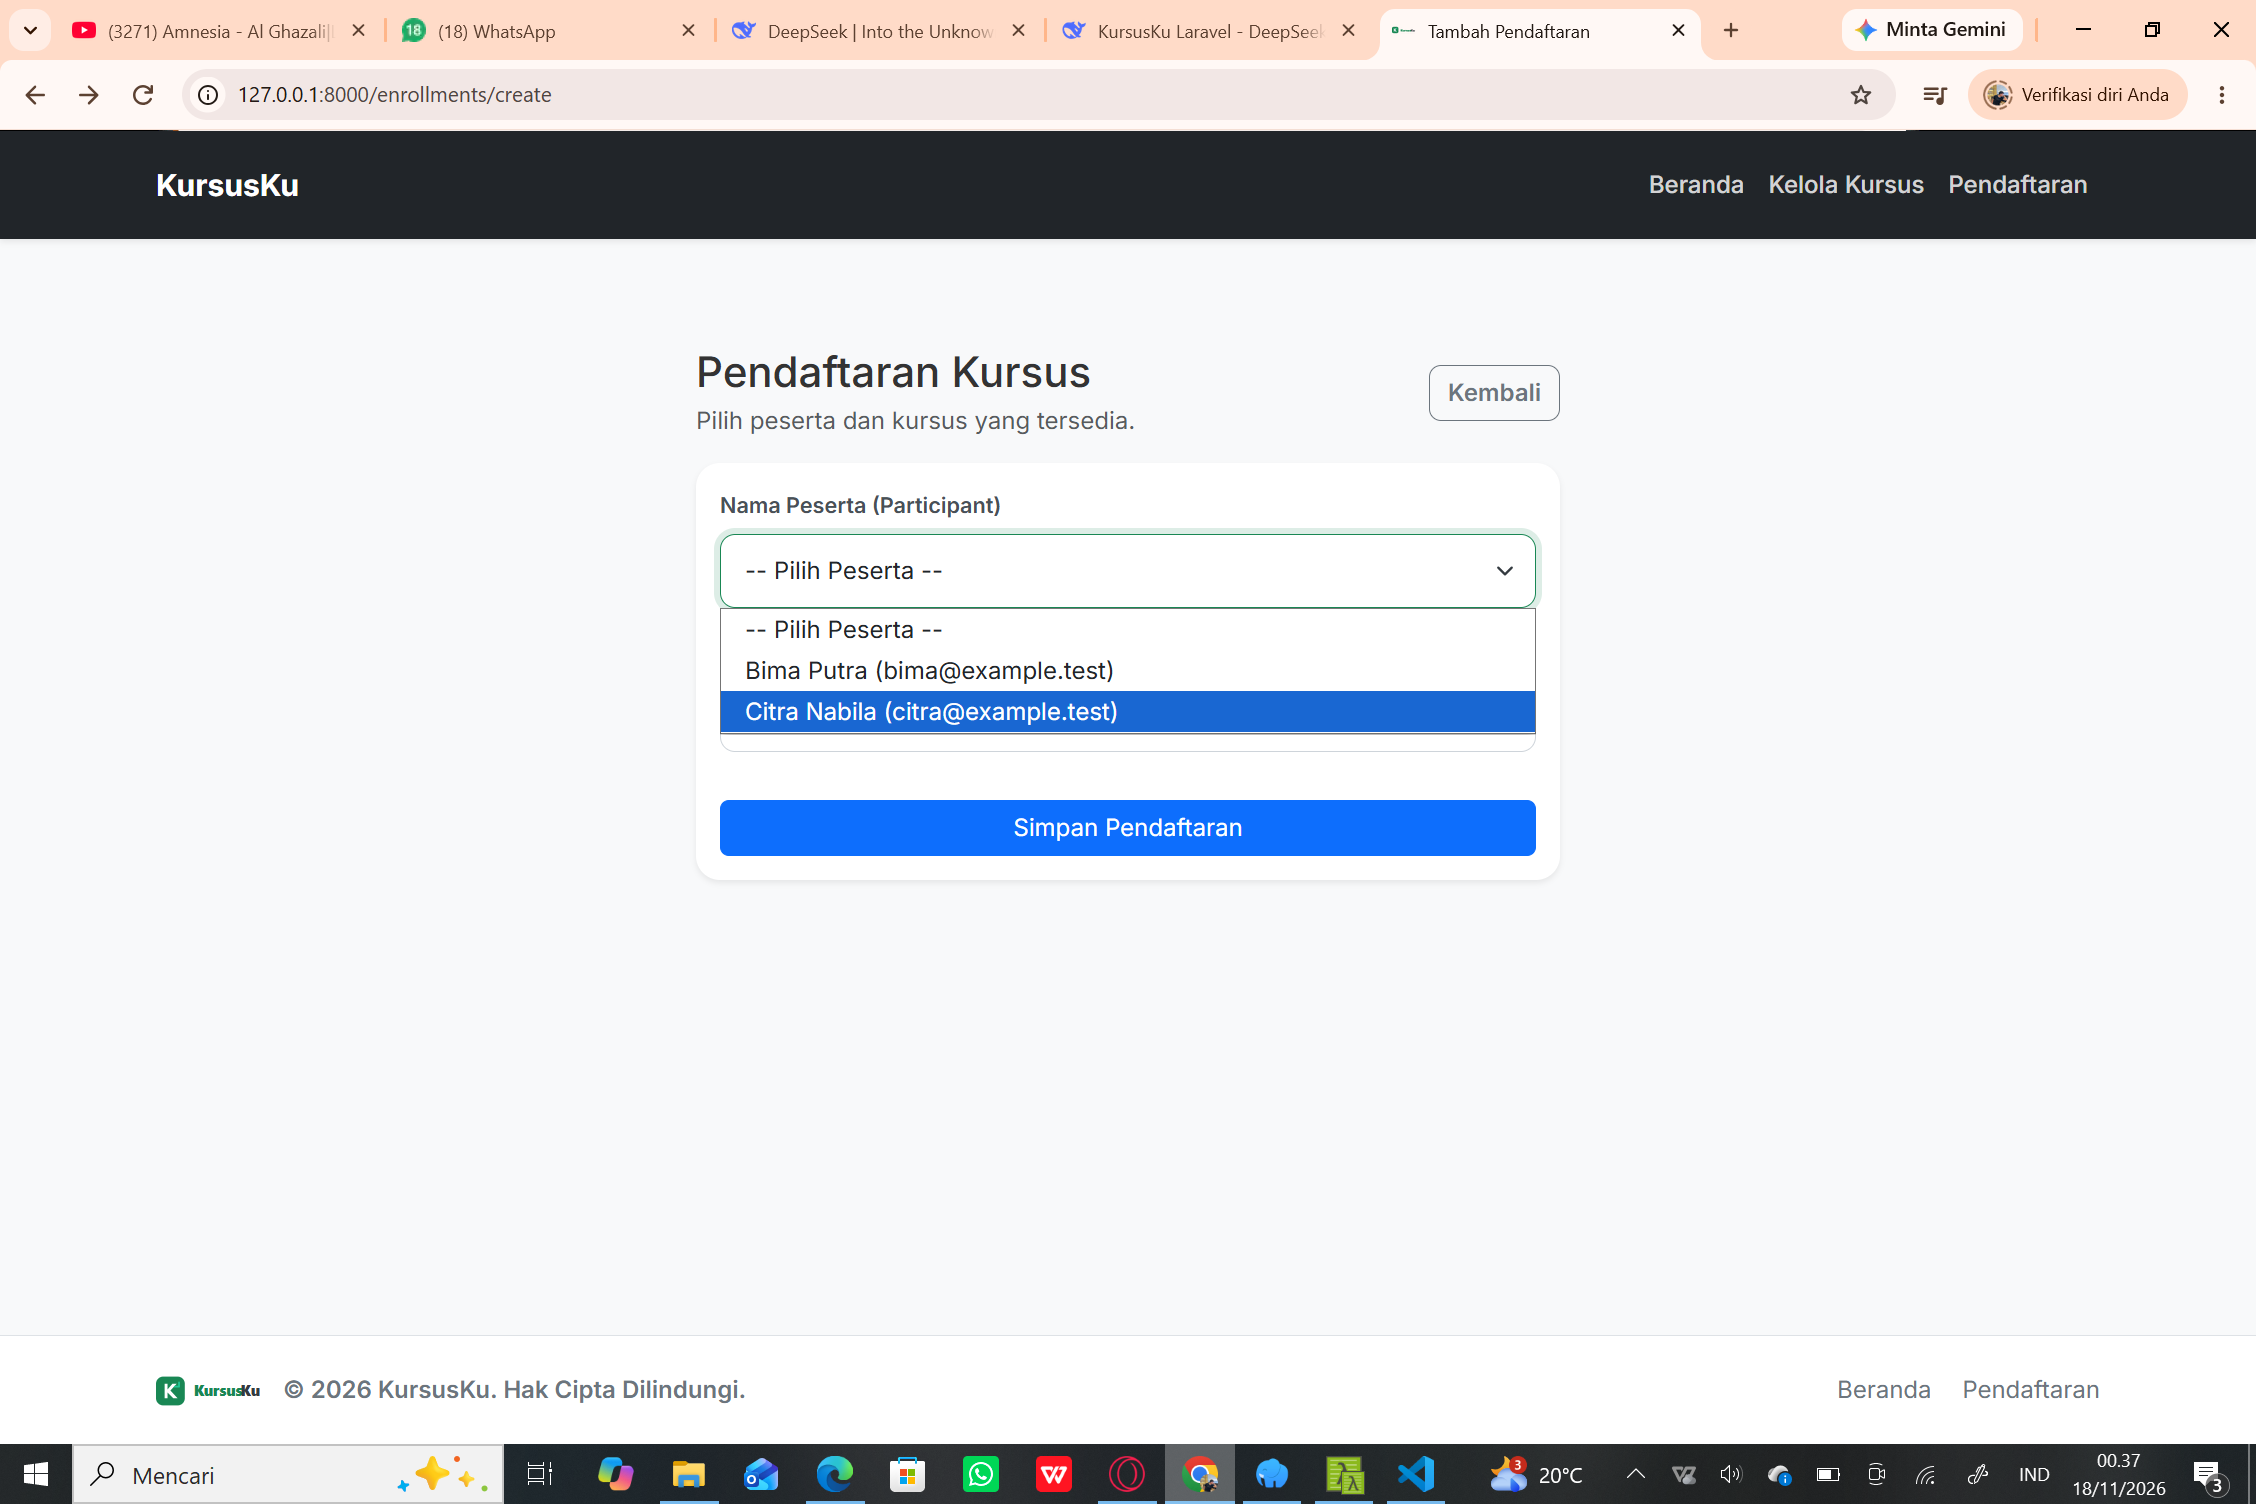 (3271) Amnesia - Al Ghazali|
18
(18) WhatsApp
DeepSeek | Into the Unknow
KursusKu Laravel - DeepSeek
Tambah Pendaftaran
Minta Gemini
127.0.0.1:8000/enrollments/create
Verifikasi diri Anda
KursusKu
Beranda
Kelola Kursus
Pendaftaran
Pendaftaran Kursus
Pilih peserta dan kursus yang tersedia.
Kembali
Nama Peserta (Participant)
-- Pilih Peserta --
-- Pilih Peserta --
Bima Putra (bima@example.test)
Citra Nabila (citra@example.test)
Simpan Pendaftaran
K KursusKu
© 2026 KursusKu. Hak Cipta Dilindungi.
Beranda
Pendaftaran
Mencari
3
20°C
IND
00.37
18/11/2026
3